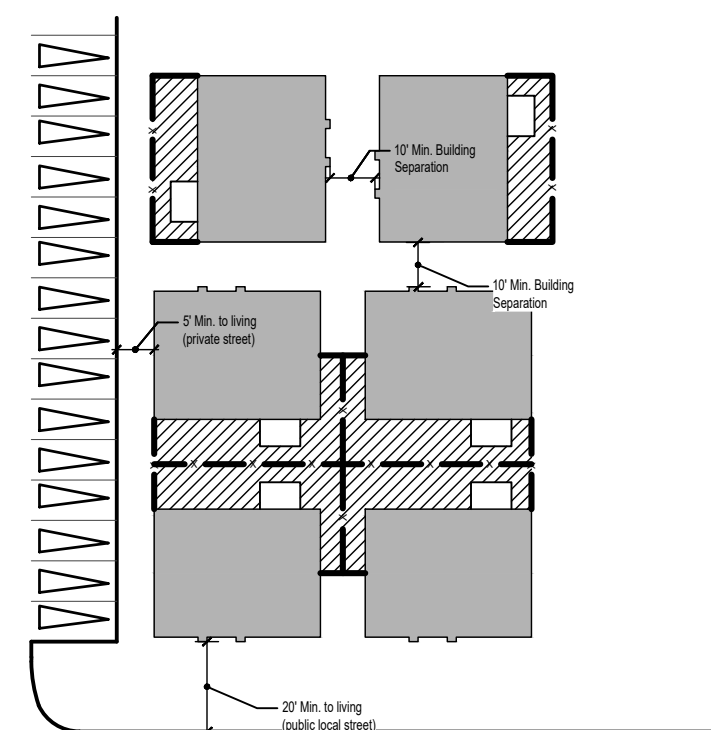 10' Min. Building
Separation
10' Min. Building
Separation
5' Min. to living
(private street)
20' Min. to living
(public local street)